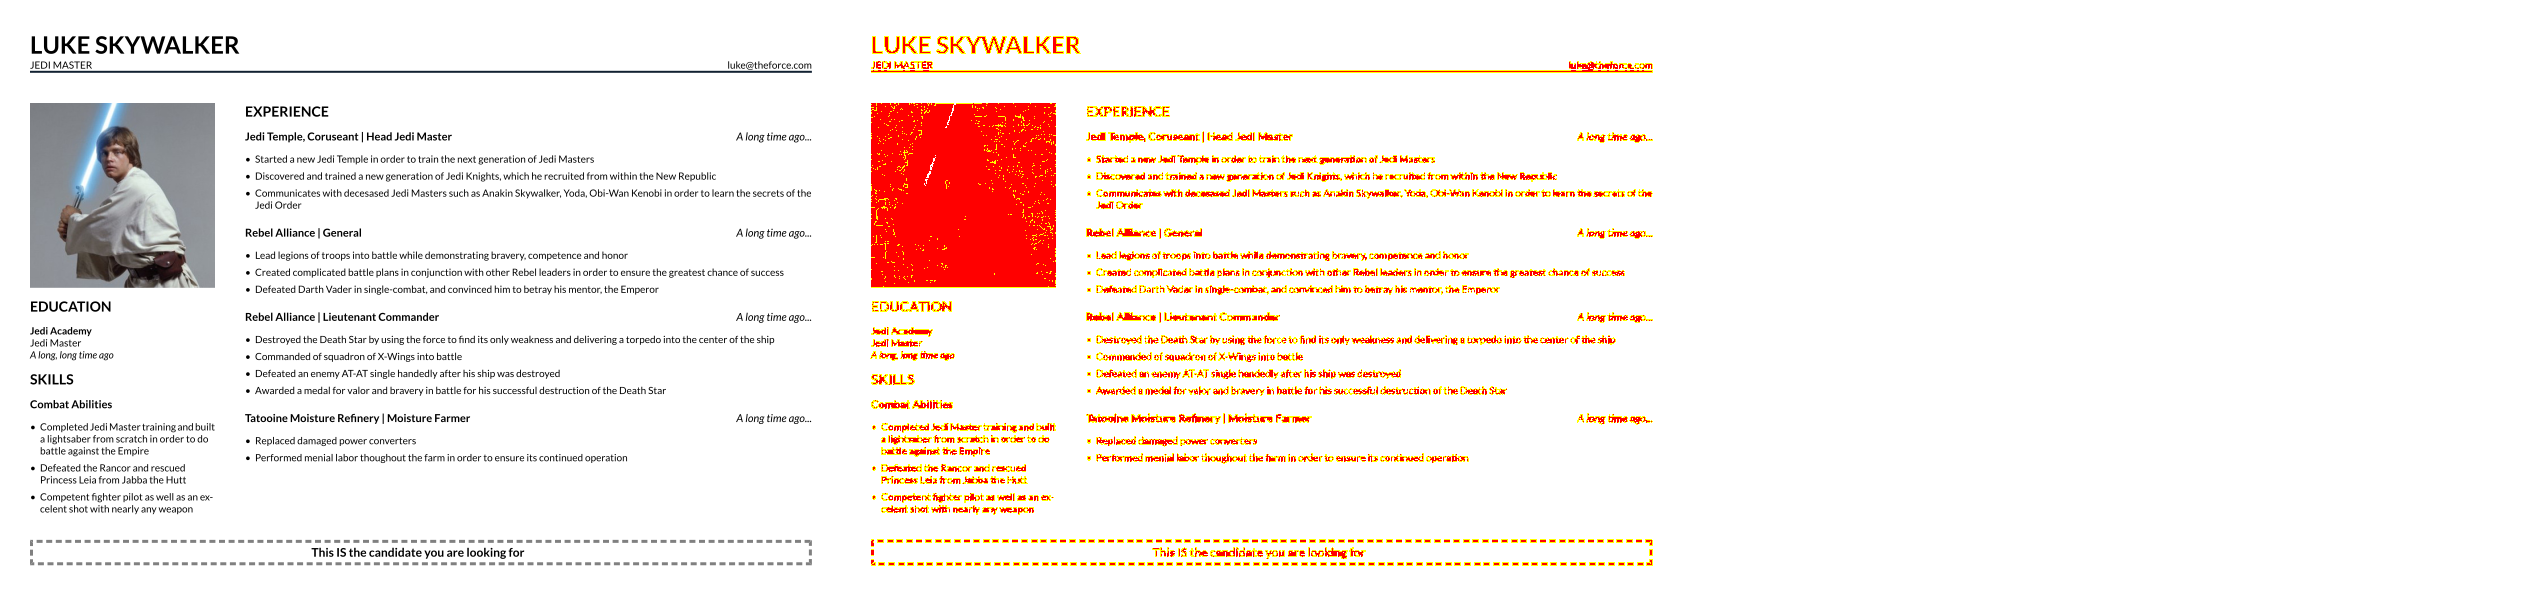 LUKE SKYWALKER
JEDI MASTER
luke@theforce.com
EXPERIENCE
Jedi Temple, Coruseant | Head Jedi Master
A long time ago...
• Started a new Jedi Temple in order to train the next generation of Jedi Masters
• Discovered and trained a new generation of Jedi Knights, which he recruited from within the New Republic
• Communicates with decesased Jedi Masters such as Anakin Skywalker, Yoda, Obi-Wan Kenobi in order to learn the secrets of the
Jedi Order
Rebel Alliance | General
A long time ago...
• Lead legions of troops into battle while demonstrating bravery, competence and honor
• Created complicated battle plans in conjunction with other Rebel leaders in order to ensure the greatest chance of success
• Defeated Darth Vader in single-combat, and convinced him to betray his mentor, the Emperor
Rebel Alliance | Lieutenant Commander
A long time ago...
• Destroyed the Death Star by using the force to find its only weakness and delivering a torpedo into the center of the ship
• Commanded of squadron of X-Wings into battle
• Defeated an enemy AT-AT single handedly after his ship was destroyed
• Awarded a medal for valor and bravery in battle for his successful destruction of the Death Star
Tatooine Moisture Refinery | Moisture Farmer
A long time ago...
• Replaced damaged power converters
• Performed menial labor thoughout the farm in order to ensure its continued operation
EDUCATION
Jedi Academy
Jedi Master
A long, long time ago
SKILLS
Combat Abilities
• Completed Jedi Master training and built
a lightsaber from scratch in order to do
battle against the Empire
• Defeated the Rancor and rescued
Princess Leia from Jabba the Hutt
• Competent fighter pilot as well as an ex-
celent shot with nearly any weapon
This IS the candidate you are looking for
LUKE SKYWALKER
JEDI MASTER
luke@theforce.com
EXPERIENCE
Jedi Temple, Coruseant | Head Jedi Master
A long time ago...
• Started a new Jedi Temple in order to train the next generation of Jedi Masters
• Discovered and trained a new generation of Jedi Knights, which he recruited from within the New Republic
• Communicates with decesased Jedi Masters such as Anakin Skywalker, Yoda, Obi-Wan Kenobi in order to learn the secrets of the
Jedi Order
Rebel Alliance | General
A long time ago...
• Lead legions of troops into battle while demonstrating bravery, competence and honor
• Created complicated battle plans in conjunction with other Rebel leaders in order to ensure the greatest chance of success
• Defeated Darth Vader in single-combat, and convinced him to betray his mentor, the Emperor
Rebel Alliance | Lieutenant Commander
A long time ago...
• Destroyed the Death Star by using the force to find its only weakness and delivering a torpedo into the center of the ship
• Commanded of squadron of X-Wings into battle
• Defeated an enemy AT-AT single handedly after his ship was destroyed
• Awarded a medal for valor and bravery in battle for his successful destruction of the Death Star
Tatooine Moisture Refinery | Moisture Farmer
A long time ago...
• Replaced damaged power converters
• Performed menial labor thoughout the farm in order to ensure its continued operation
EDUCATION
Jedi Academy
Jedi Master
A long, long time ago
SKILLS
Combat Abilities
• Completed Jedi Master training and built
a lightsaber from scratch in order to do
battle against the Empire
• Defeated the Rancor and rescued
Princess Leia from Jabba the Hutt
• Competent fighter pilot as well as an ex-
celent shot with nearly any weapon
This IS the candidate you are looking for